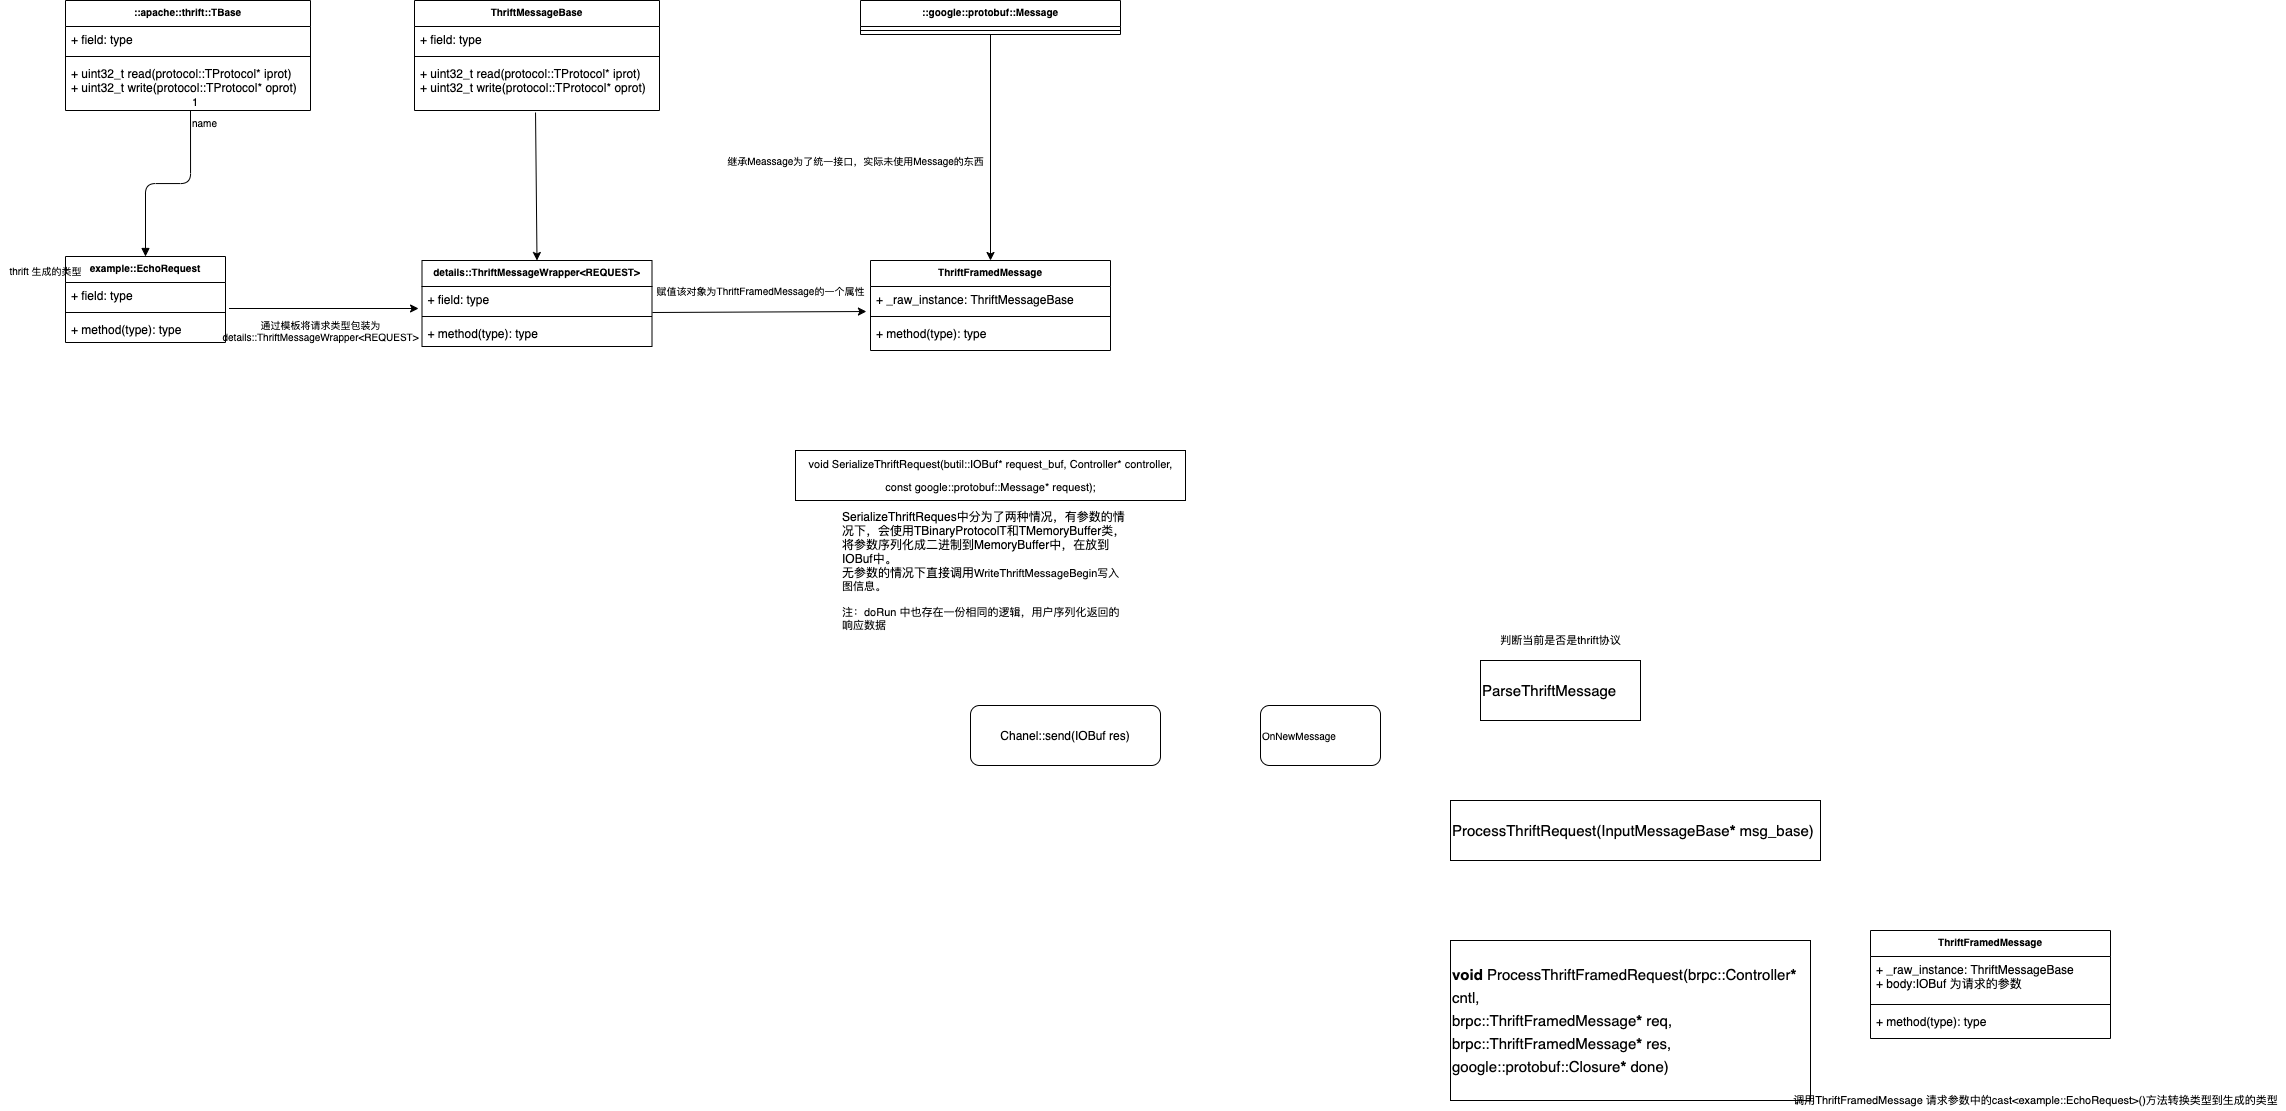 ::apache::thrift::TBase
+ field: type
+ uint32_t read(protocol::TProtocol* iprot)
+ uint32_t write(protocol::TProtocol* oprot)
1
name
ThriftMessageBase
+ field: type
+ uint32_t read(protocol::TProtocol* iprot)
+ uint32_t write(protocol::TProtocol* oprot)
::google::protobuf::Message
继承Meassage为了统一接口，实际未使用Message的东西
thrift 生成的类型
example::EchoRequest
+ field: type
+ method(type): type
通过模板将请求类型包装为
details::ThriftMessageWrapper<REQUEST>
details::ThriftMessageWrapper<REQUEST>
+ field: type
+ method(type): type
赋值该对象为ThriftFramedMessage的一个属性
ThriftFramedMessage
+ _raw_instance: ThriftMessageBase
+ method(type): type
void SerializeThriftRequest(butil::IOBuf* request_buf, Controller* controller,
const google::protobuf::Message* request);
SerializeThriftReques中分为了两种情况，有参数的情
况下，会使用TBinaryProtocolT和TMemoryBuffer类，
将参数序列化成二进制到MemoryBuffer中，在放到
IOBuf中。
无参数的情况下直接调用WriteThriftMessageBegin写入
图信息。
注：doRun 中也存在一份相同的逻辑，用户序列化返回的
响应数据
判断当前是否是thrift协议
ParseThriftMessage
Chanel::send(IOBuf res)
OnNewMessage
ProcessThriftRequest(InputMessageBase* msg_base)
void ProcessThriftFramedRequest(brpc::Controller*
cntl,
brpc::ThriftFramedMessage* req,
brpc::ThriftFramedMessage* res,
google::protobuf::Closure* done)
ThriftFramedMessage
+ _raw_instance: ThriftMessageBase
+ body:IOBuf 为请求的参数
+ method(type): type
调用ThriftFramedMessage 请求参数中的cast<example::EchoRequest>()方法转换类型到生成的类型